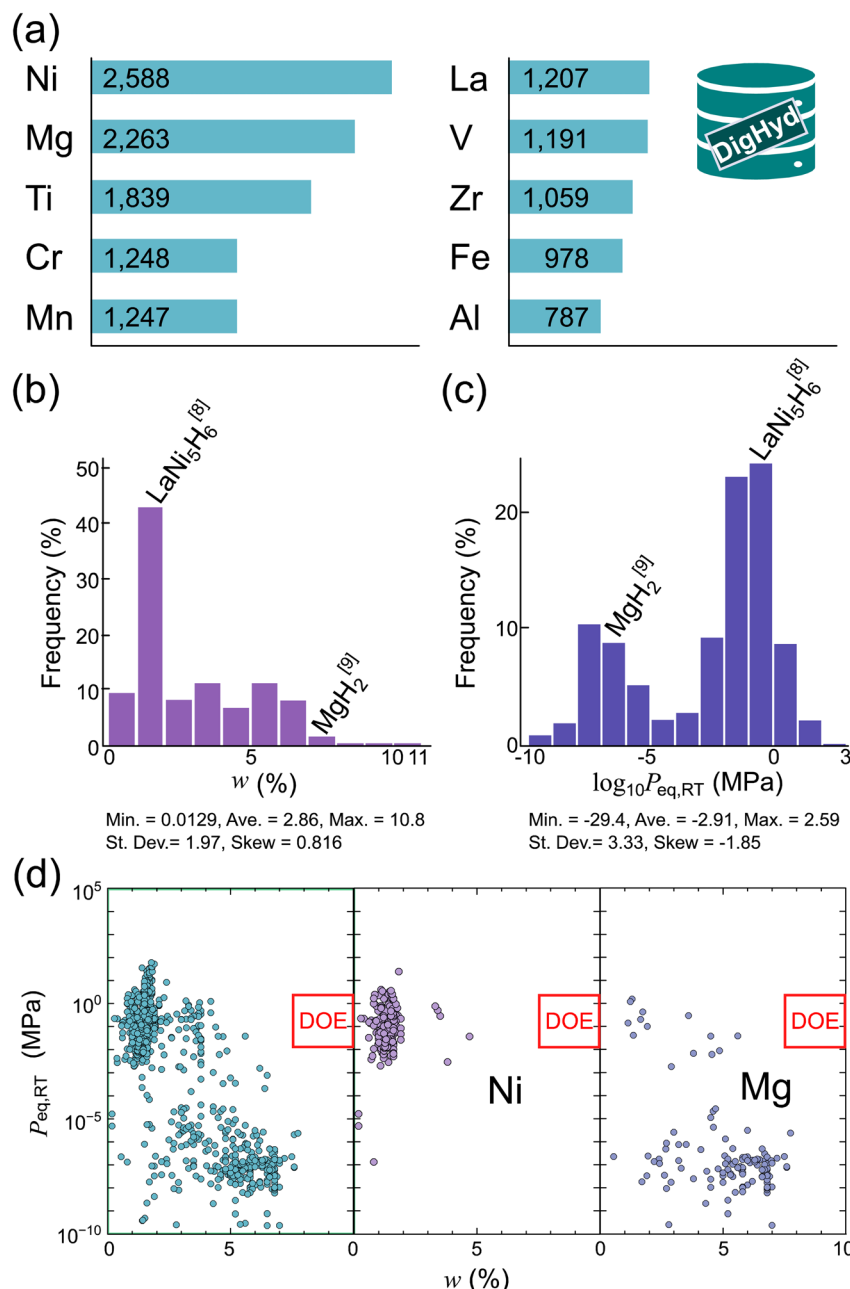 (a)
Ni 2,588
Mg 2,263
Ti 1,839
Cr 1,248
Mn 1,247
La 1,207
V 1,191
Zr 1,059
Fe 978
Al 787
DigHyd
(b)
LaNi₅H₆[8]
MgH₂[9]
Frequency (%)
50
40
30
20
10
0
0 5 10 11
w (%)
Min. = 0.0129, Ave. = 2.86, Max. = 10.8
St. Dev.= 1.97, Skew = 0.816
(c)
LaNi₅H₆[8]
MgH₂[9]
Frequency (%)
20
10
0
-10 -5 0 3
log₁₀Peq,RT (MPa)
Min. = -29.4, Ave. = -2.91, Max. = 2.59
St. Dev.= 3.33, Skew = -1.85
(d)
Peq,RT (MPa)
10⁵
10⁰
10⁻⁵
10⁻¹⁰
DOE
DOE
DOE
Ni
Mg
0 5 0 5 0 5 10
w (%)